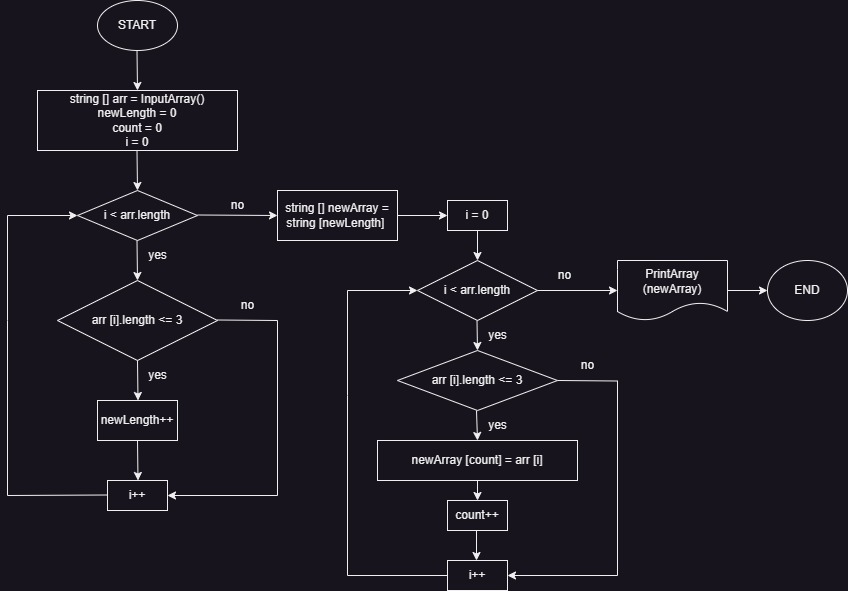 START
string [] arr = InputArray()
newLength = 0
count = 0
i = 0
i < arr.length
no
yes
arr [i].length <= 3
no
yes
newLength++
i++
string [] newArray =
string [newLength]
i = 0
i < arr.length
no
yes
arr [i].length <= 3
no
yes
newArray [count] = arr [i]
count++
i++
PrintArray
(newArray)
END